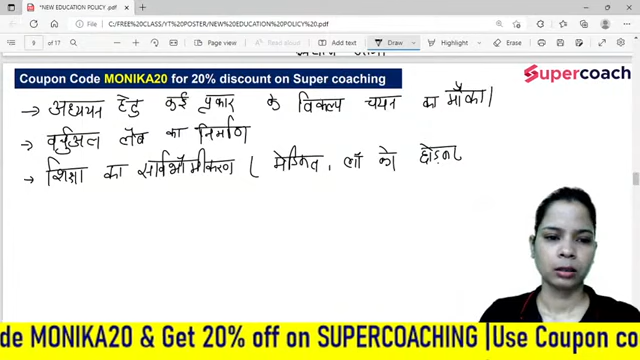 *NEW EDUCATION POLICY .pdf
C:/FREE%20CLASS/YT%20POSTER/NEW%20EDUCATION%20POLICY%20.pdf
9 of 17
Page view
Read aloud
Add text
Draw
Highlight
Erase
Coupon Code MONIKA20 for 20% discount on Super coaching
Supercoach
→ अध्ययन हेतु कई प्रकार के विकल्प चयन का मौका।
→ वर्चुअल लैब का निर्माण
→ शिक्षा का सार्वभौमीकरण ( मेडिकल, लॉ को छोड़कर
de MONIKA20 & Get 20% off on SUPERCOACHING |Use Coupon co